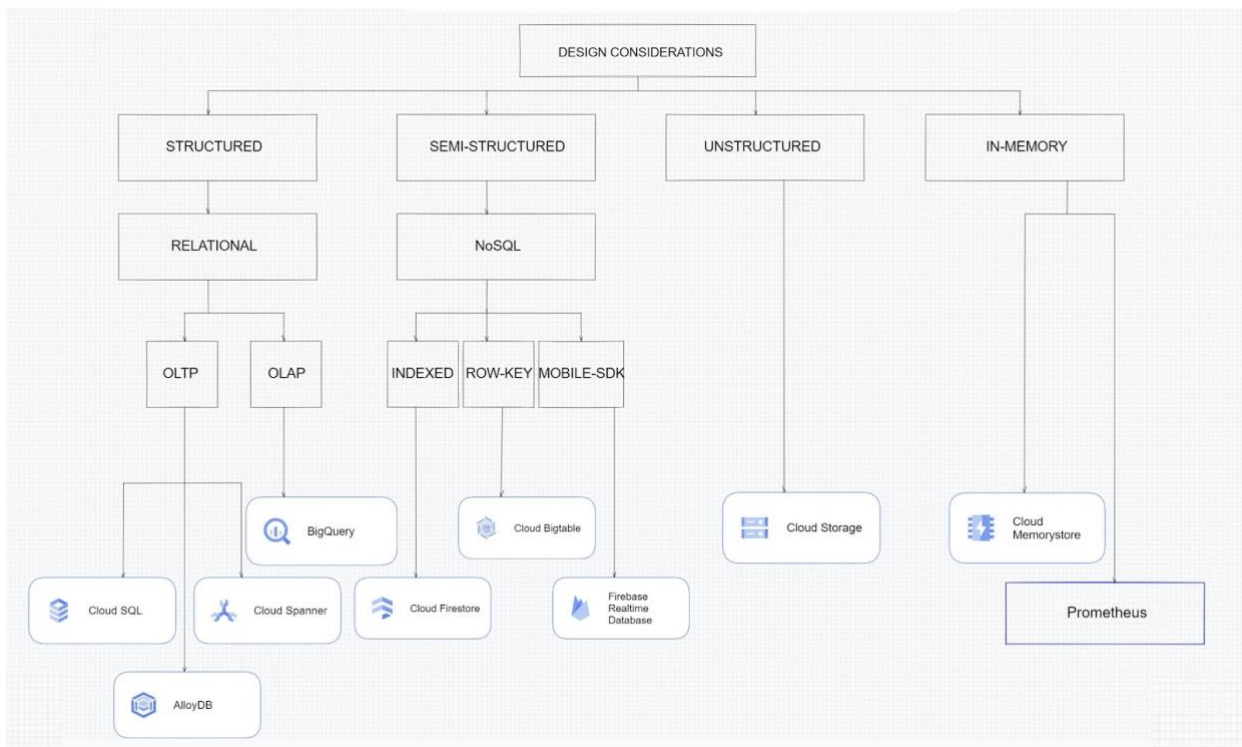 DESIGN CONSIDERATIONS
STRUCTURED
SEMI-STRUCTURED
UNSTRUCTURED
IN-MEMORY
RELATIONAL
NoSQL
OLTP
OLAP
INDEXED
ROW-KEY
MOBILE-SDK
BigQuery
Cloud Bigtable
Cloud Storage
Cloud
Memorystore
Cloud SQL
Cloud Spanner
Cloud Firestore
Firebase
Realtime
Database
Prometheus
AlloyDB